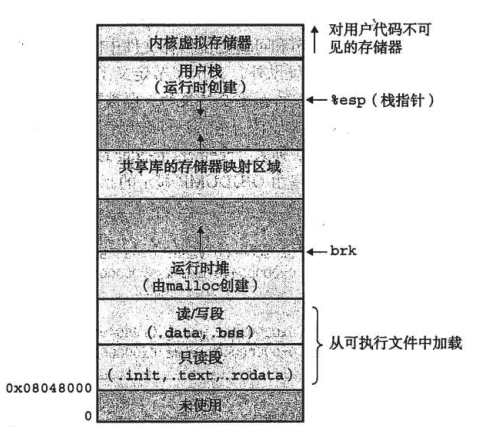 内核虚拟存储器
对用户代码不可
见的存储器
用户栈
（运行时创建）
%esp（栈指针）
共享库的存储器映射区域
brk
运行时堆
（由malloc创建）
读/写段
(.data,.bss)
从可执行文件中加载
只读段
(.init,.text,.rodata)
0x08048000
未使用
0